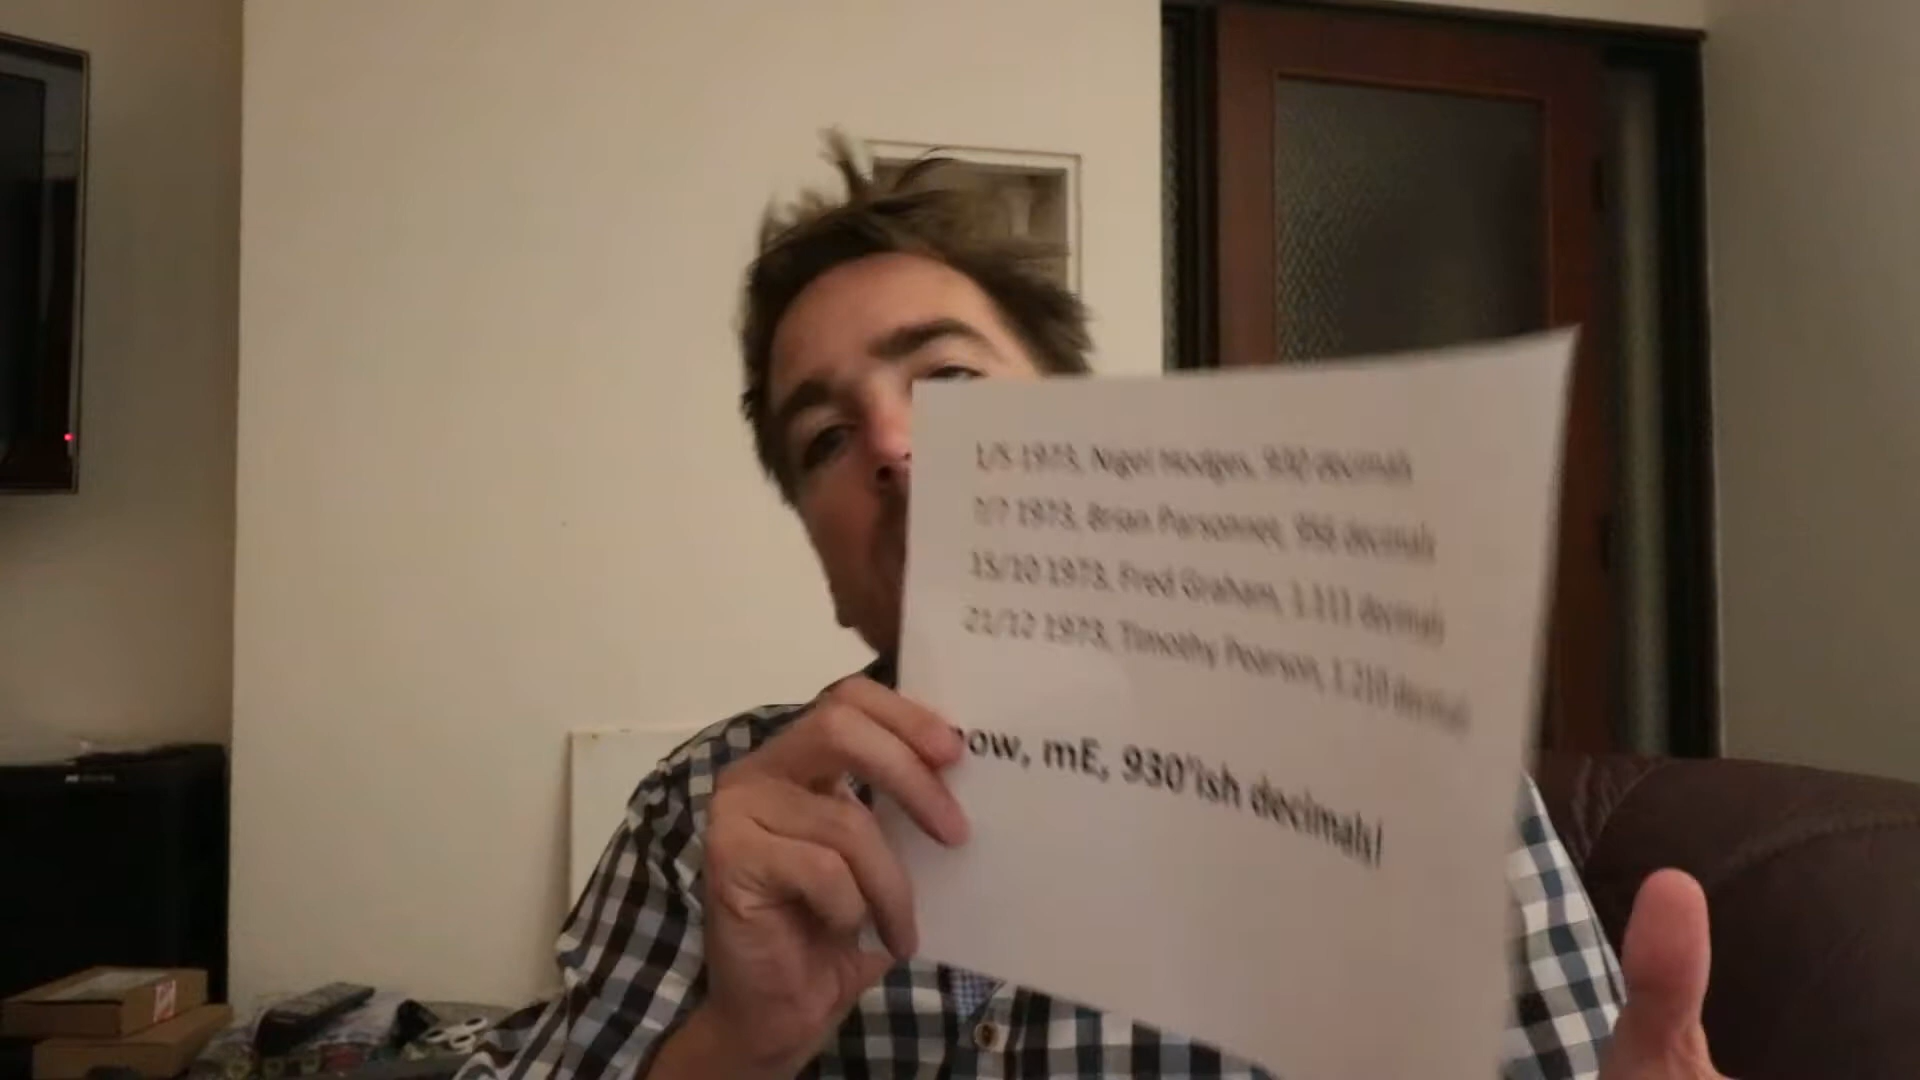 1/5 1973, Nigel Hodges, 930 decimals
7/7 1973, Brian Parsonnet, 956 decimals
15/10 1973, Fred Graham, 1.111 decimals
21/12 1973, Timothy Pearson, 1.210 decimals
now, mE, 930'ish decimals!